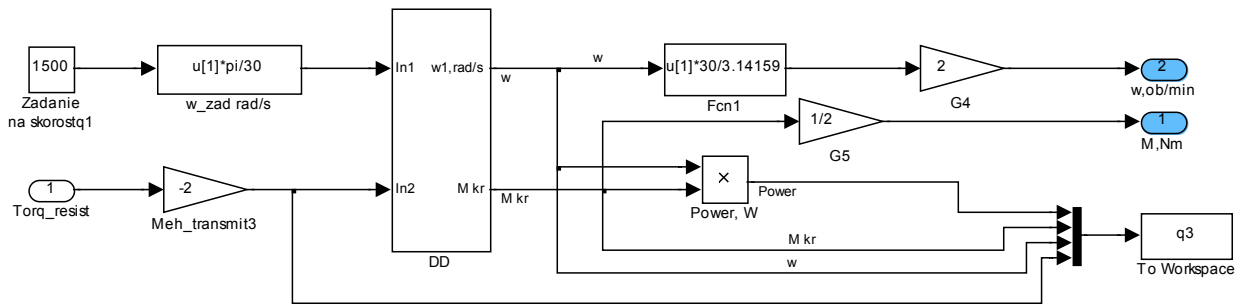 1500
Zadanie
na skorostq1
u[1]*pi/30
w_zad rad/s
In1
w1,rad/s
w
In2
M kr
M kr
DD
w
u[1]*30/3.14159
Fcn1
2
G4
2
w,ob/min
1/2
G5
1
M,Nm
1
Torq_resist
-2
Meh_transmit3
×
Power, W
Power
M kr
w
q3
To Workspace